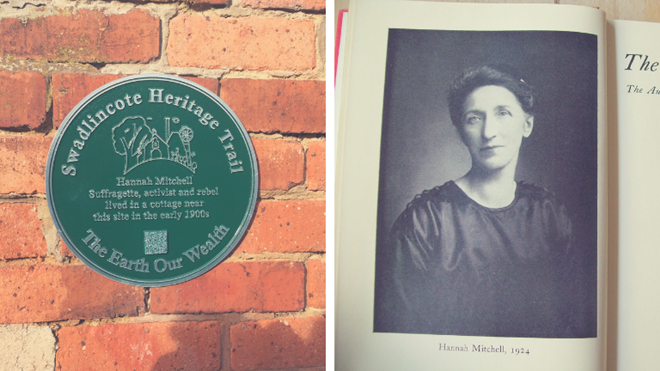 Swadlincote Heritage Trail
Hannah Mitchell
Suffragette, activist and rebel
lived in a cottage near
this site in the early 1900s
The Earth Our Wealth
Hannah Mitchell, 1924
The
The Au